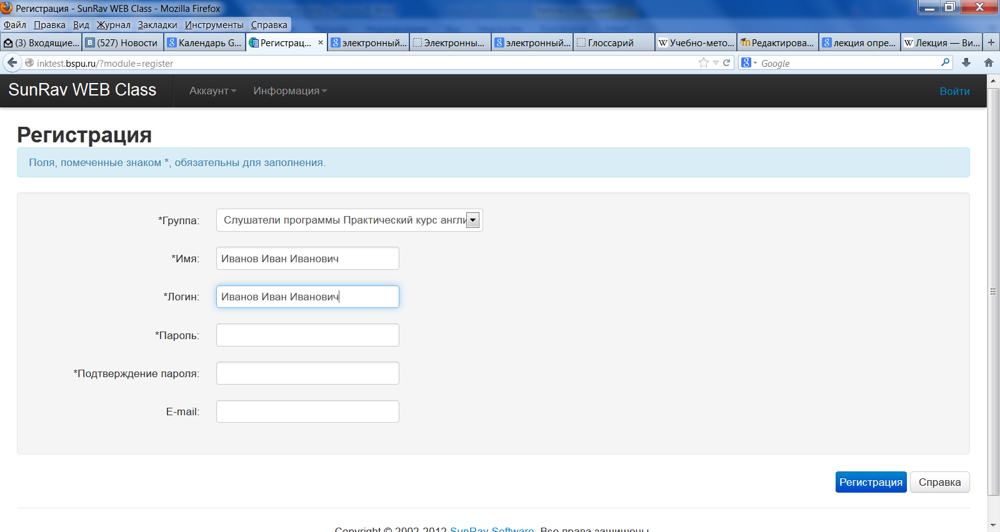 Регистрация - SunRav WEB Class - Mozilla Firefox
Файл Правка Вид Журнал Закладки Инструменты Справка
(3) Входящие... (527) Новости Календарь G... Регистрац... электронный... Электронны... электронный... Глоссарий Учебно-мето... Редактирова... лекция опре... Лекция — Ви...
inktest.bspu.ru/?module=register Google
SunRav WEB Class Аккаунт Информация Войти
Регистрация
Поля, помеченные знаком *, обязательны для заполнения.
*Группа: Слушатели программы Практический курс англи
*Имя: Иванов Иван Иванович
*Логин: Иванов Иван Иванович
*Пароль:
*Подтверждение пароля:
E-mail:
Регистрация Справка
Copyright © 2002-2012 SunRav Software. Все права защищены